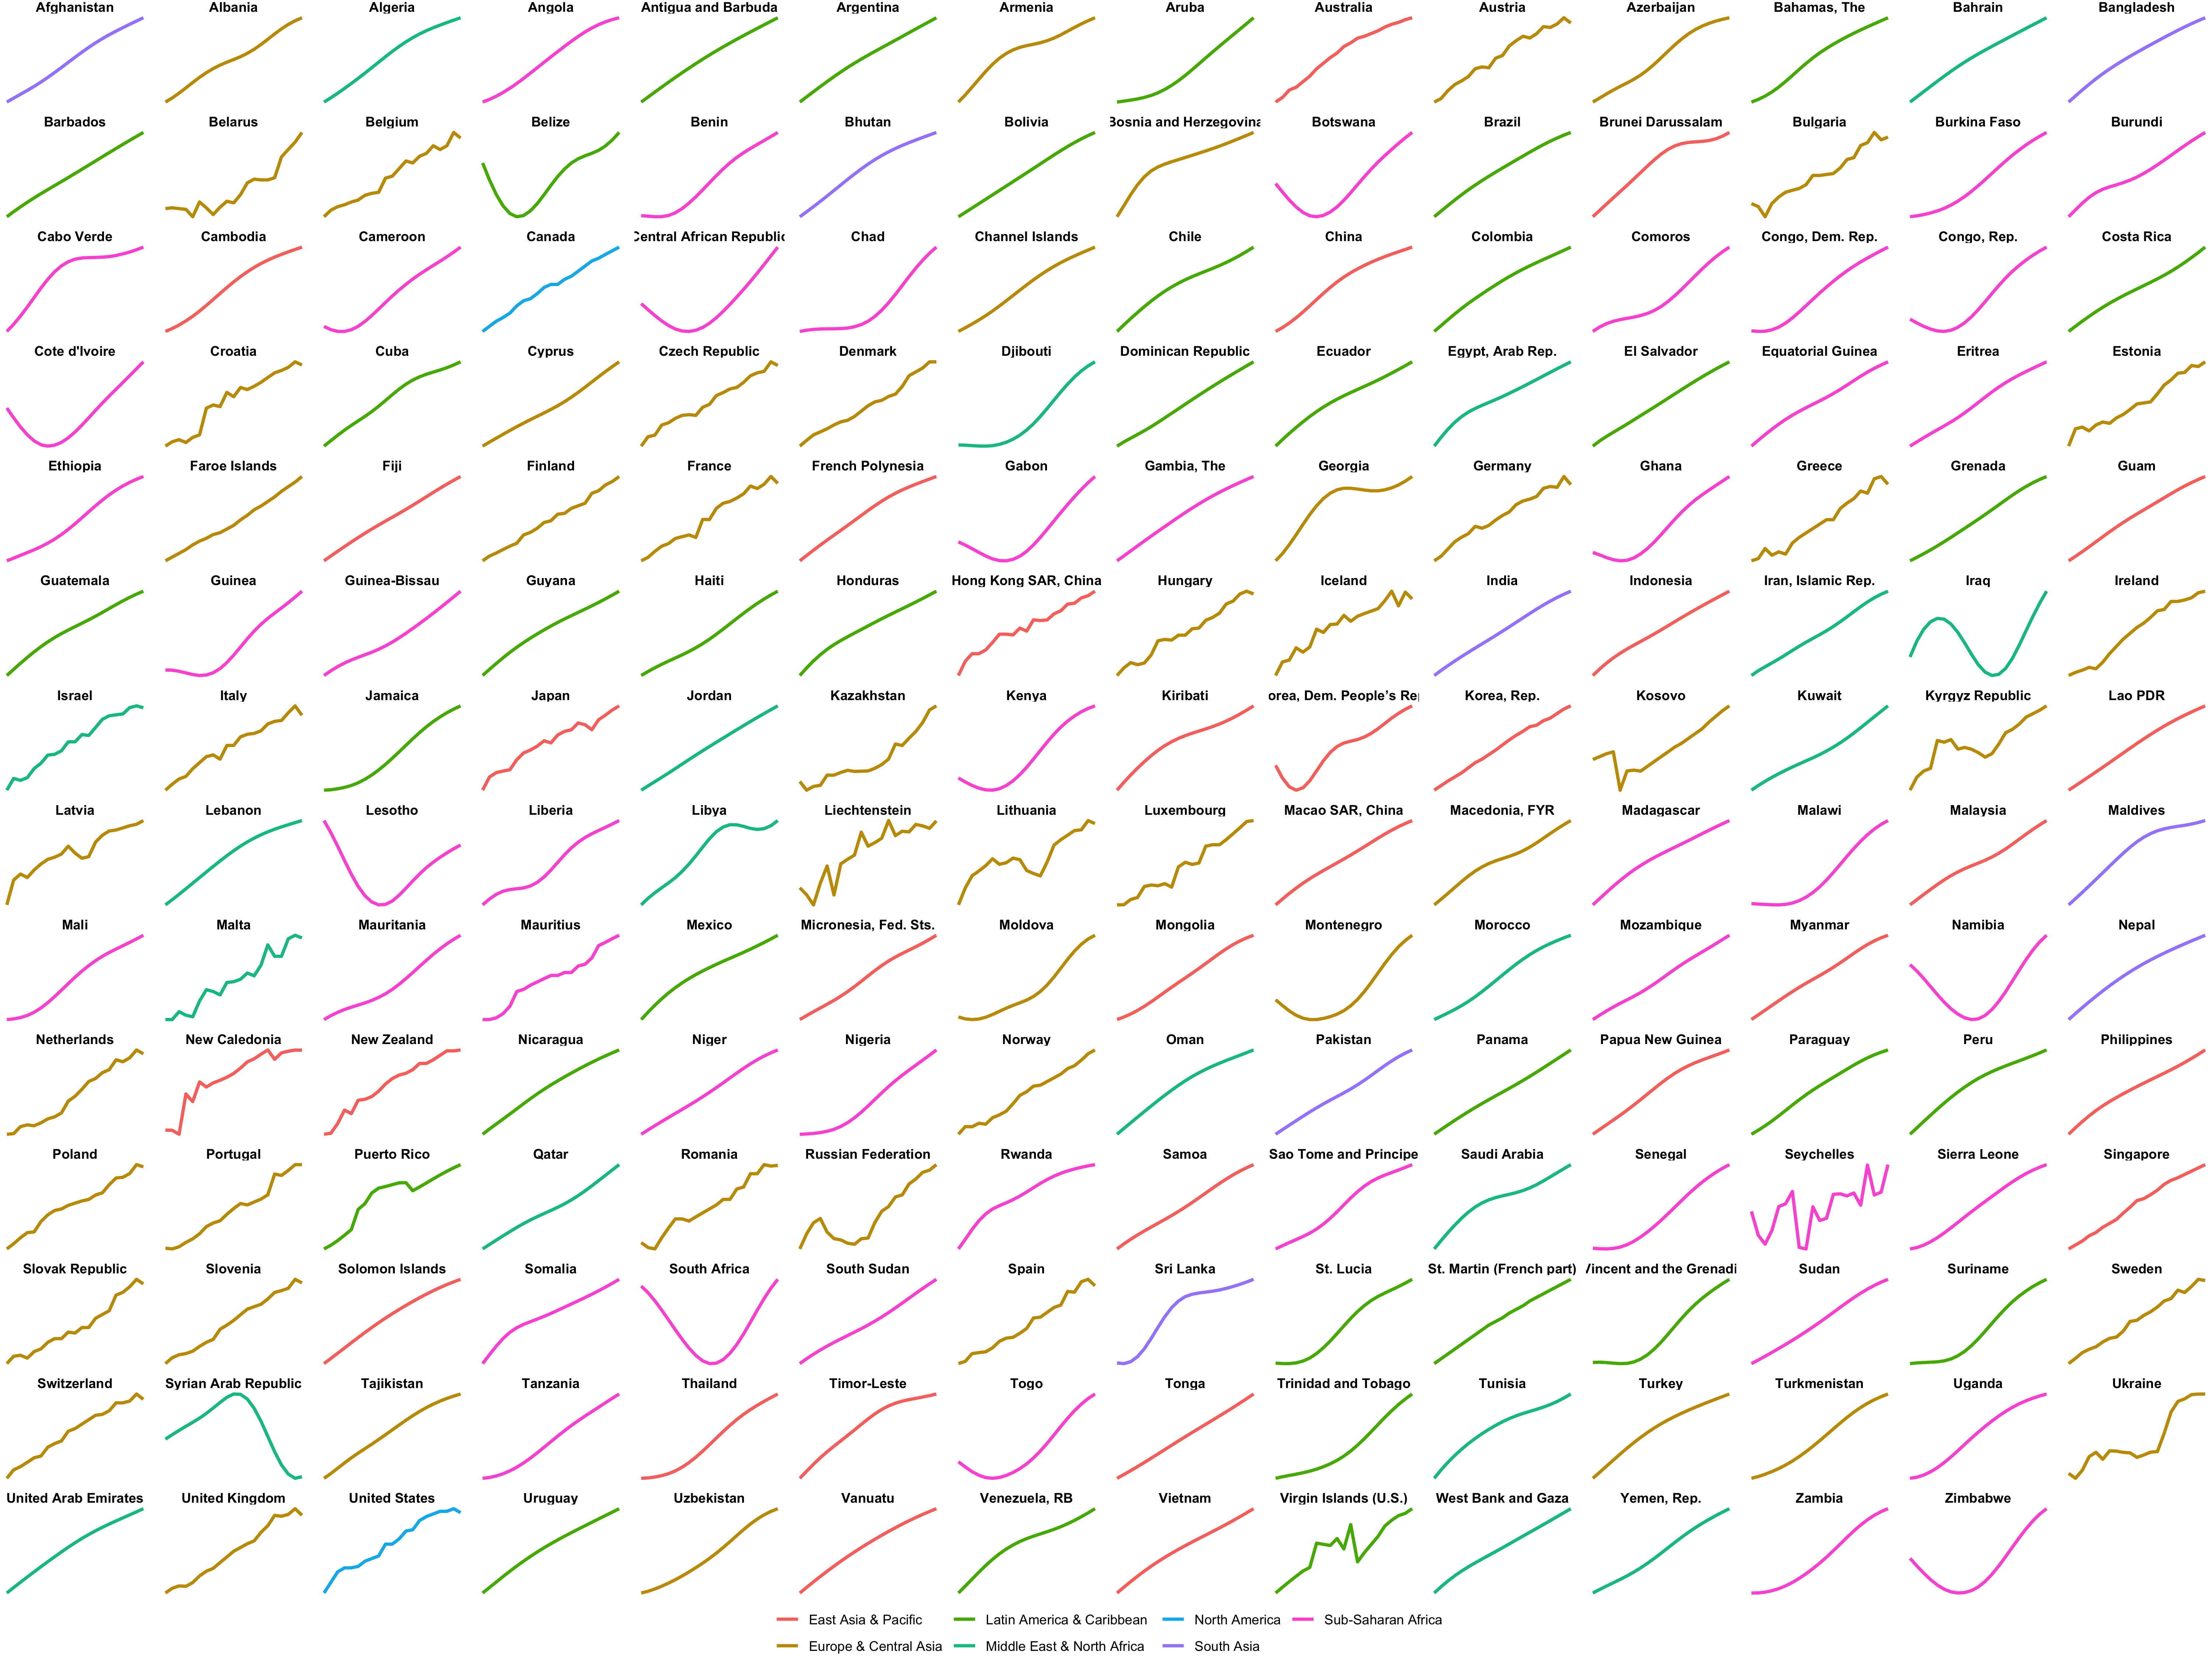 Afghanistan Albania Algeria Angola Antigua and Barbuda Argentina Armenia Aruba Australia Austria Azerbaijan Bahamas, The Bahrain Bangladesh
Barbados Belarus Belgium Belize Benin Bhutan Bolivia Bosnia and Herzegovina Botswana Brazil Brunei Darussalam Bulgaria Burkina Faso Burundi
Cabo Verde Cambodia Cameroon Canada Central African Republic Chad Channel Islands Chile China Colombia Comoros Congo, Dem. Rep. Congo, Rep. Costa Rica
Cote d'Ivoire Croatia Cuba Cyprus Czech Republic Denmark Djibouti Dominican Republic Ecuador Egypt, Arab Rep. El Salvador Equatorial Guinea Eritrea Estonia
Ethiopia Faroe Islands Fiji Finland France French Polynesia Gabon Gambia, The Georgia Germany Ghana Greece Grenada Guam
Guatemala Guinea Guinea-Bissau Guyana Haiti Honduras Hong Kong SAR, China Hungary Iceland India Indonesia Iran, Islamic Rep. Iraq Ireland
Israel Italy Jamaica Japan Jordan Kazakhstan Kenya Kiribati orea, Dem. People’s Rep Korea, Rep. Kosovo Kuwait Kyrgyz Republic Lao PDR
Latvia Lebanon Lesotho Liberia Libya Liechtenstein Lithuania Luxembourg Macao SAR, China Macedonia, FYR Madagascar Malawi Malaysia Maldives
Mali Malta Mauritania Mauritius Mexico Micronesia, Fed. Sts. Moldova Mongolia Montenegro Morocco Mozambique Myanmar Namibia Nepal
Netherlands New Caledonia New Zealand Nicaragua Niger Nigeria Norway Oman Pakistan Panama Papua New Guinea Paraguay Peru Philippines
Poland Portugal Puerto Rico Qatar Romania Russian Federation Rwanda Samoa Sao Tome and Principe Saudi Arabia Senegal Seychelles Sierra Leone Singapore
Slovak Republic Slovenia Solomon Islands Somalia South Africa South Sudan Spain Sri Lanka St. Lucia St. Martin (French part) Vincent and the Grenadi Sudan Suriname Sweden
Switzerland Syrian Arab Republic Tajikistan Tanzania Thailand Timor-Leste Togo Tonga Trinidad and Tobago Tunisia Turkey Turkmenistan Uganda Ukraine
United Arab Emirates United Kingdom United States Uruguay Uzbekistan Vanuatu Venezuela, RB Vietnam Virgin Islands (U.S.) West Bank and Gaza Yemen, Rep. Zambia Zimbabwe
East Asia & Pacific Latin America & Caribbean North America Sub-Saharan Africa
Europe & Central Asia Middle East & North Africa South Asia